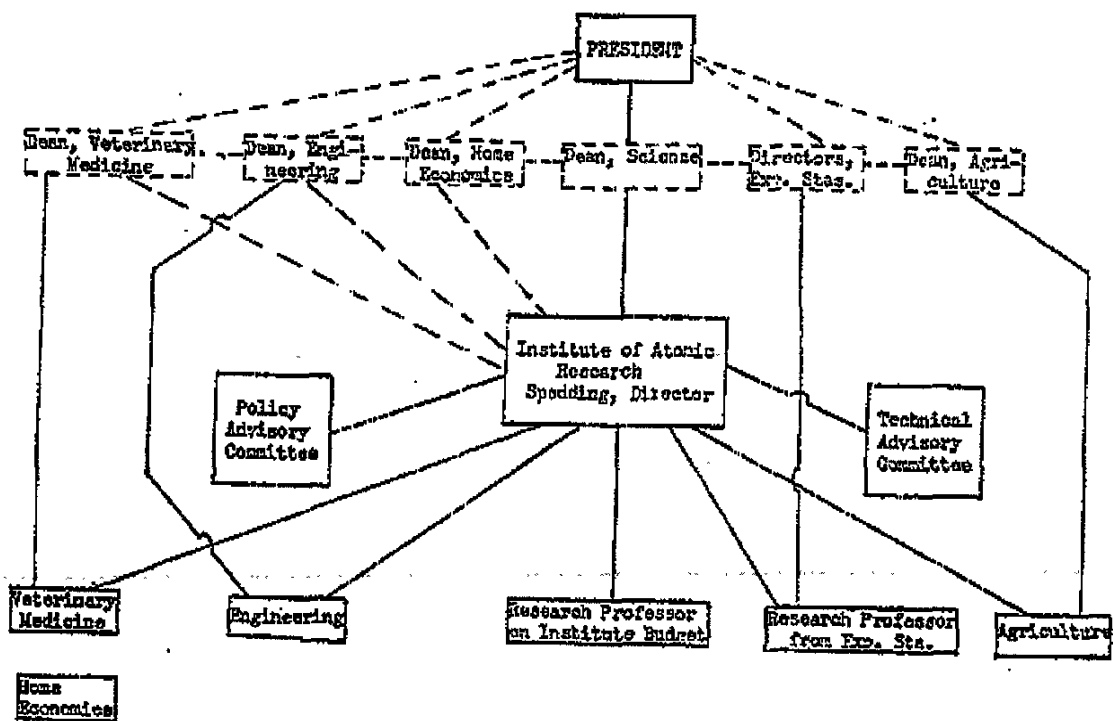 PRESIDENT
Dean, Veterinary
Medicine
Dean, Engi-
neering
Dean, Home
Economics
Dean, Science
Directors,
Exp. Stas.
Dean, Agri-
culture
Institute of Atomic
Research
Spedding, Director
Policy
Advisory
Committee
Technical
Advisory
Committee
Veterinary
Medicine
Engineering
Research Professor
on Institute Budget
Research Professor
from Exp. Sta.
Agriculture
Home
Economics